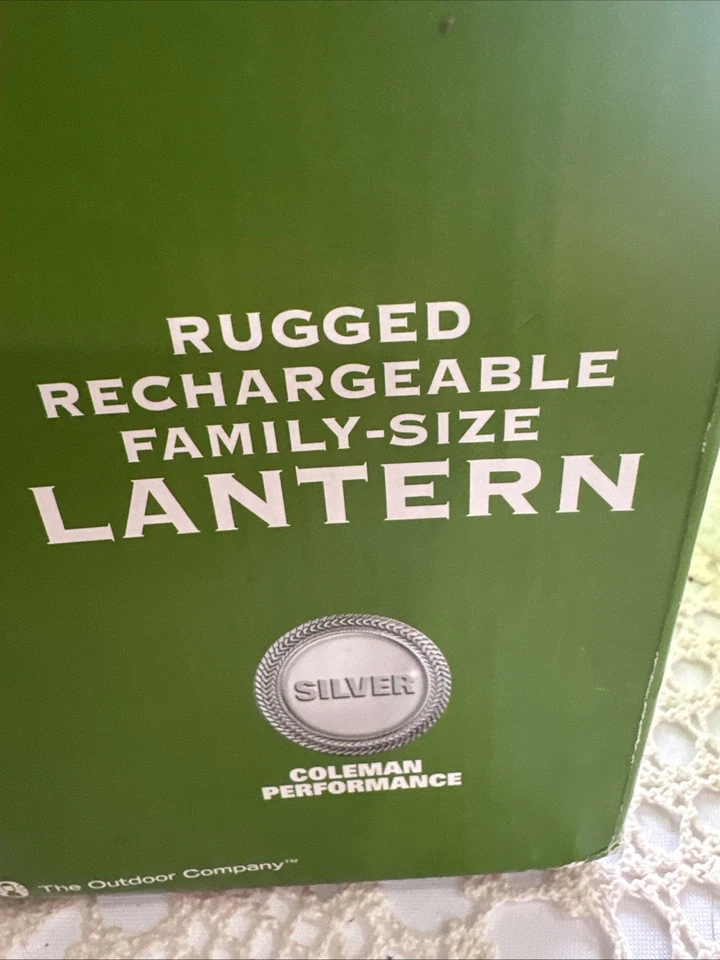 RUGGED
RECHARGEABLE
FAMILY-SIZE
LANTERN
SILVER
COLEMAN
PERFORMANCE
The Outdoor Company™